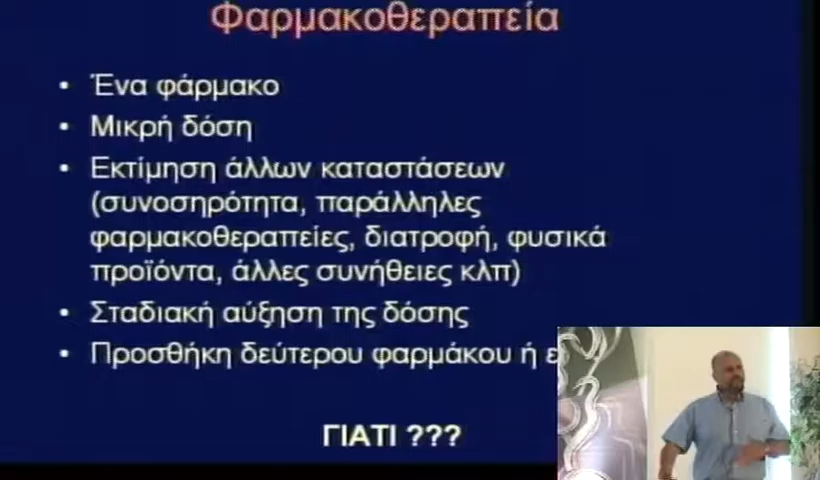 Φαρμακοθεραπεία
• Ένα φάρμακο
• Μικρή δόση
• Εκτίμηση άλλων καταστάσεων
(συνοσηρότητα, παράλληλες
φαρμακοθεραπείες, διατροφή, φυσικά
προϊόντα, άλλες συνήθειες κλπ)
• Σταδιακή αύξηση της δόσης
• Προσθήκη δεύτερου φαρμάκου ή
ΓΙΑΤΙ ???